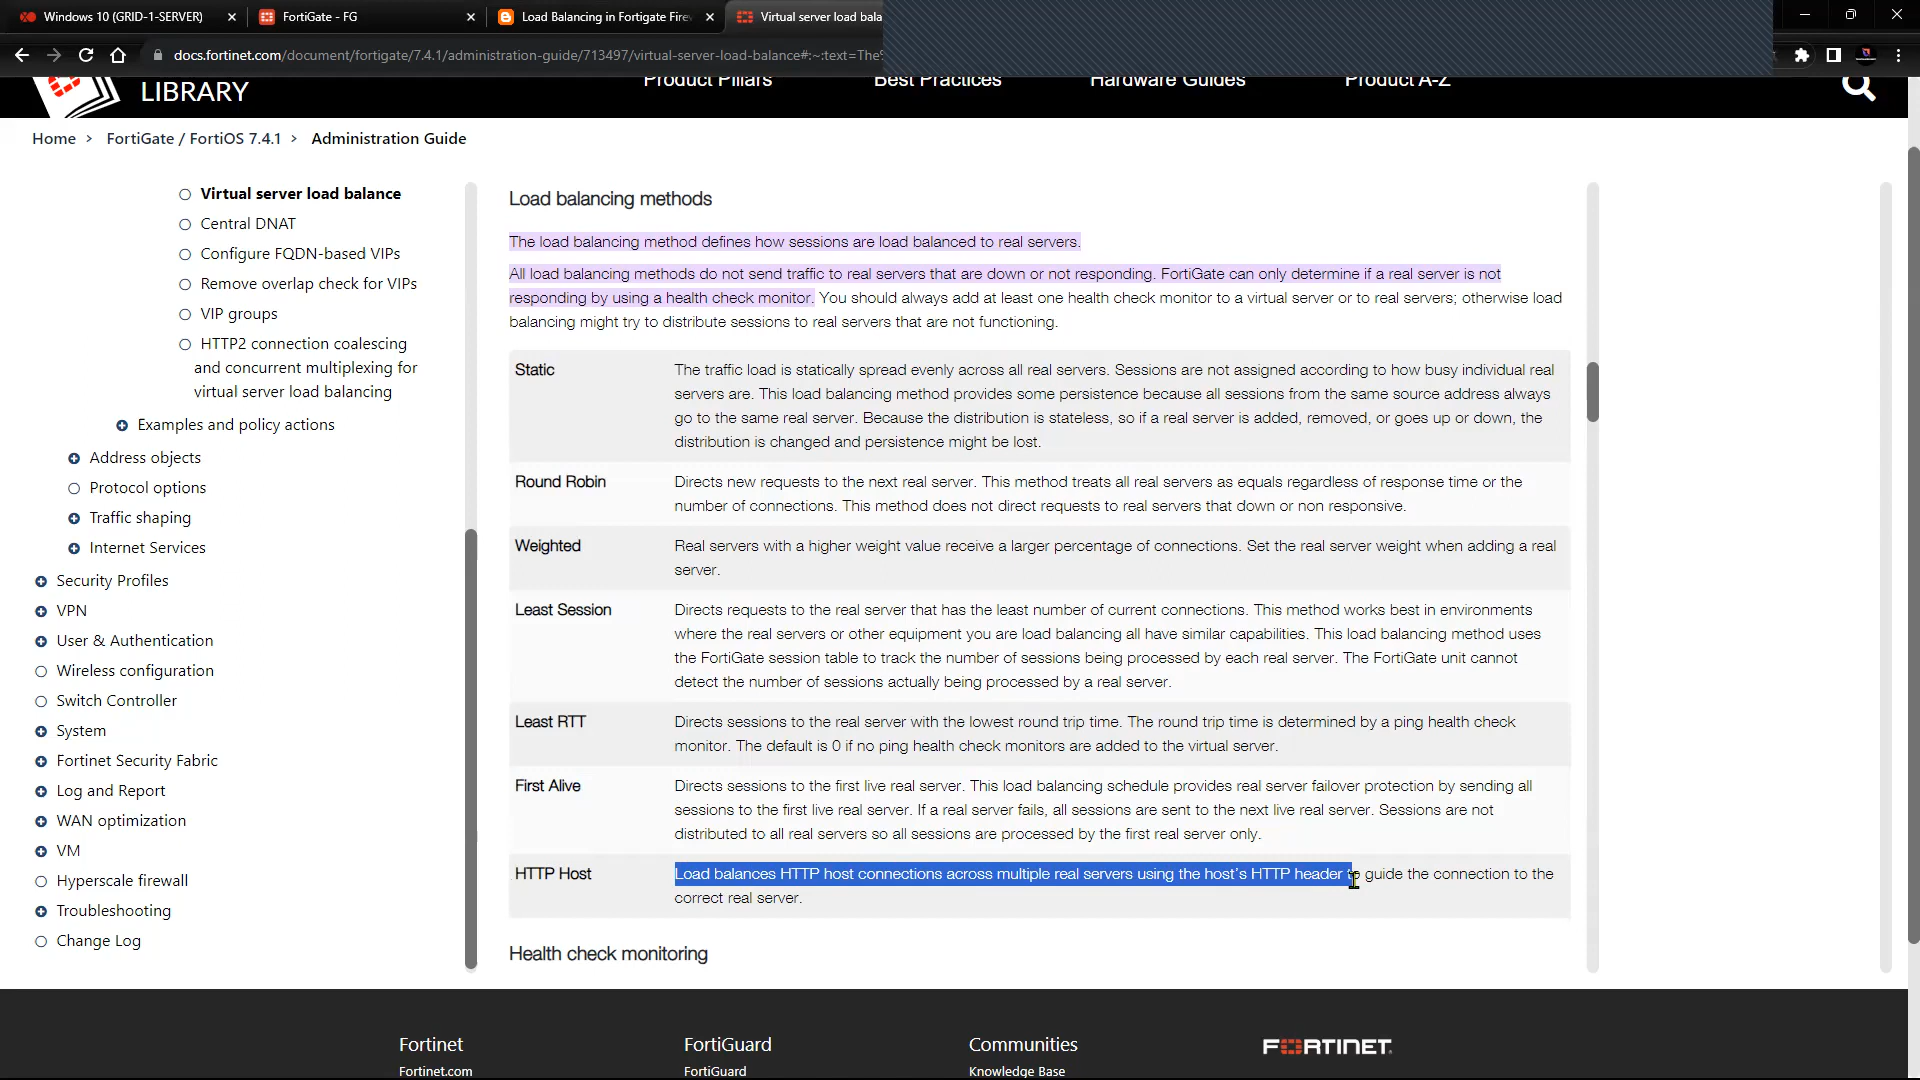 Windows 10 (GRID-1-SERVER)
FortiGate - FG
Load Balancing in Fortigate Fire
Virtual server load bala
docs.fortinet.com/document/fortigate/7.4.1/administration-guide/713497/virtual-server-load-balance#:~:text=The%
LIBRARY
Product Pillars
Best Practices
Hardware Guides
Product A-Z
Home > FortiGate / FortiOS 7.4.1 > Administration Guide
Virtual server load balance
Central DNAT
Configure FQDN-based VIPs
Remove overlap check for VIPs
VIP groups
HTTP2 connection coalescing
and concurrent multiplexing for
virtual server load balancing
Examples and policy actions
Address objects
Protocol options
Traffic shaping
Internet Services
Security Profiles
VPN
User & Authentication
Wireless configuration
Switch Controller
System
Fortinet Security Fabric
Log and Report
WAN optimization
VM
Hyperscale firewall
Troubleshooting
Change Log
Load balancing methods
The load balancing method defines how sessions are load balanced to real servers.
All load balancing methods do not send traffic to real servers that are down or not responding. FortiGate can only determine if a real server is not
responding by using a health check monitor. You should always add at least one health check monitor to a virtual server or to real servers; otherwise load
balancing might try to distribute sessions to real servers that are not functioning.
Static
The traffic load is statically spread evenly across all real servers. Sessions are not assigned according to how busy individual real
servers are. This load balancing method provides some persistence because all sessions from the same source address always
go to the same real server. Because the distribution is stateless, so if a real server is added, removed, or goes up or down, the
distribution is changed and persistence might be lost.
Round Robin
Directs new requests to the next real server. This method treats all real servers as equals regardless of response time or the
number of connections. This method does not direct requests to real servers that down or non responsive.
Weighted
Real servers with a higher weight value receive a larger percentage of connections. Set the real server weight when adding a real
server.
Least Session
Directs requests to the real server that has the least number of current connections. This method works best in environments
where the real servers or other equipment you are load balancing all have similar capabilities. This load balancing method uses
the FortiGate session table to track the number of sessions being processed by each real server. The FortiGate unit cannot
detect the number of sessions actually being processed by a real server.
Least RTT
Directs sessions to the real server with the lowest round trip time. The round trip time is determined by a ping health check
monitor. The default is 0 if no ping health check monitors are added to the virtual server.
First Alive
Directs sessions to the first live real server. This load balancing schedule provides real server failover protection by sending all
sessions to the first live real server. If a real server fails, all sessions are sent to the next live real server. Sessions are not
distributed to all real servers so all sessions are processed by the first real server only.
HTTP Host
Load balances HTTP host connections across multiple real servers using the host's HTTP header to guide the connection to the
correct real server.
Health check monitoring
Fortinet
FortiGuard
Communities
FORTINET
Fortinet.com
FortiGuard
Knowledge Base